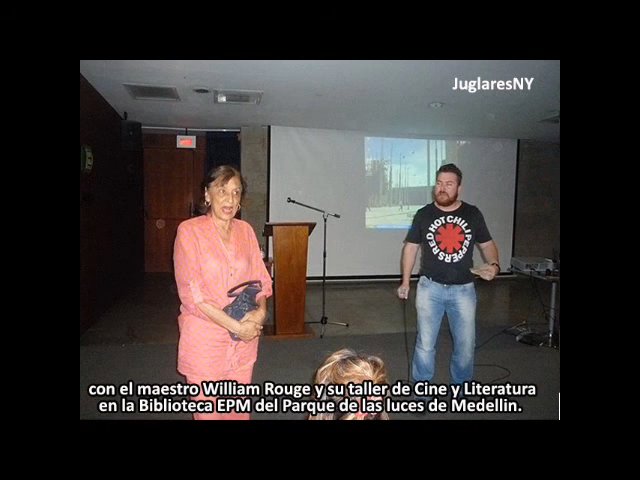 JuglaresNY
RED HOT CHILI PEPPERS
con el maestro William Rouge y su taller de Cine y Literatura
en la Biblioteca EPM del Parque de las luces de Medellin.